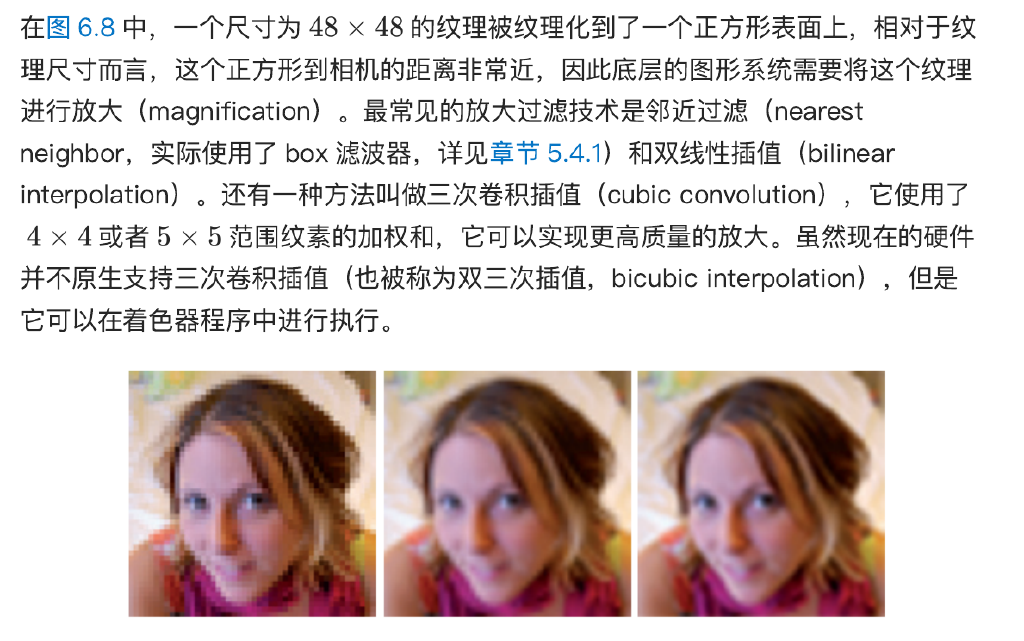 在图 6.8 中，一个尺寸为 48 × 48 的纹理被纹理化到了一个正方形表面上，相对于纹
理尺寸而言，这个正方形到相机的距离非常近，因此底层的图形系统需要将这个纹理
进行放大（magnification）。最常见的放大过滤技术是邻近过滤（nearest
neighbor，实际使用了 box 滤波器，详见章节 5.4.1）和双线性插值（bilinear
interpolation）。还有一种方法叫做三次卷积插值（cubic convolution），它使用了
4 × 4 或者 5 × 5 范围纹素的加权和，它可以实现更高质量的放大。虽然现在的硬件
并不原生支持三次卷积插值（也被称为双三次插值，bicubic interpolation），但是
它可以在着色器程序中进行执行。